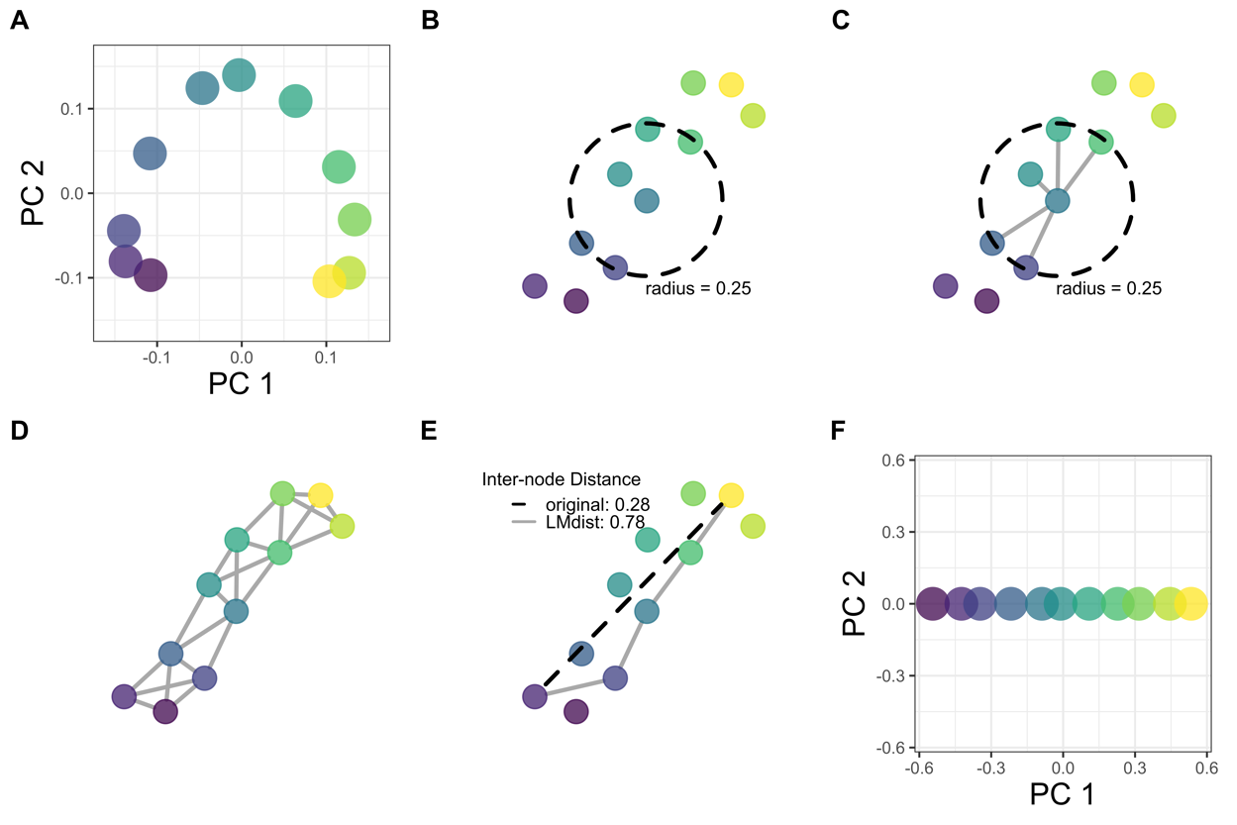 A
B
C
PC 2
0.1
0.0
-0.1
-0.1
0.0
0.1
PC 1
radius = 0.25
radius = 0.25
D
E
F
Inter-node Distance
original: 0.28
LMdist: 0.78
PC 2
0.6
0.3
0.0
-0.3
-0.6
-0.6
-0.3
0.0
0.3
0.6
PC 1